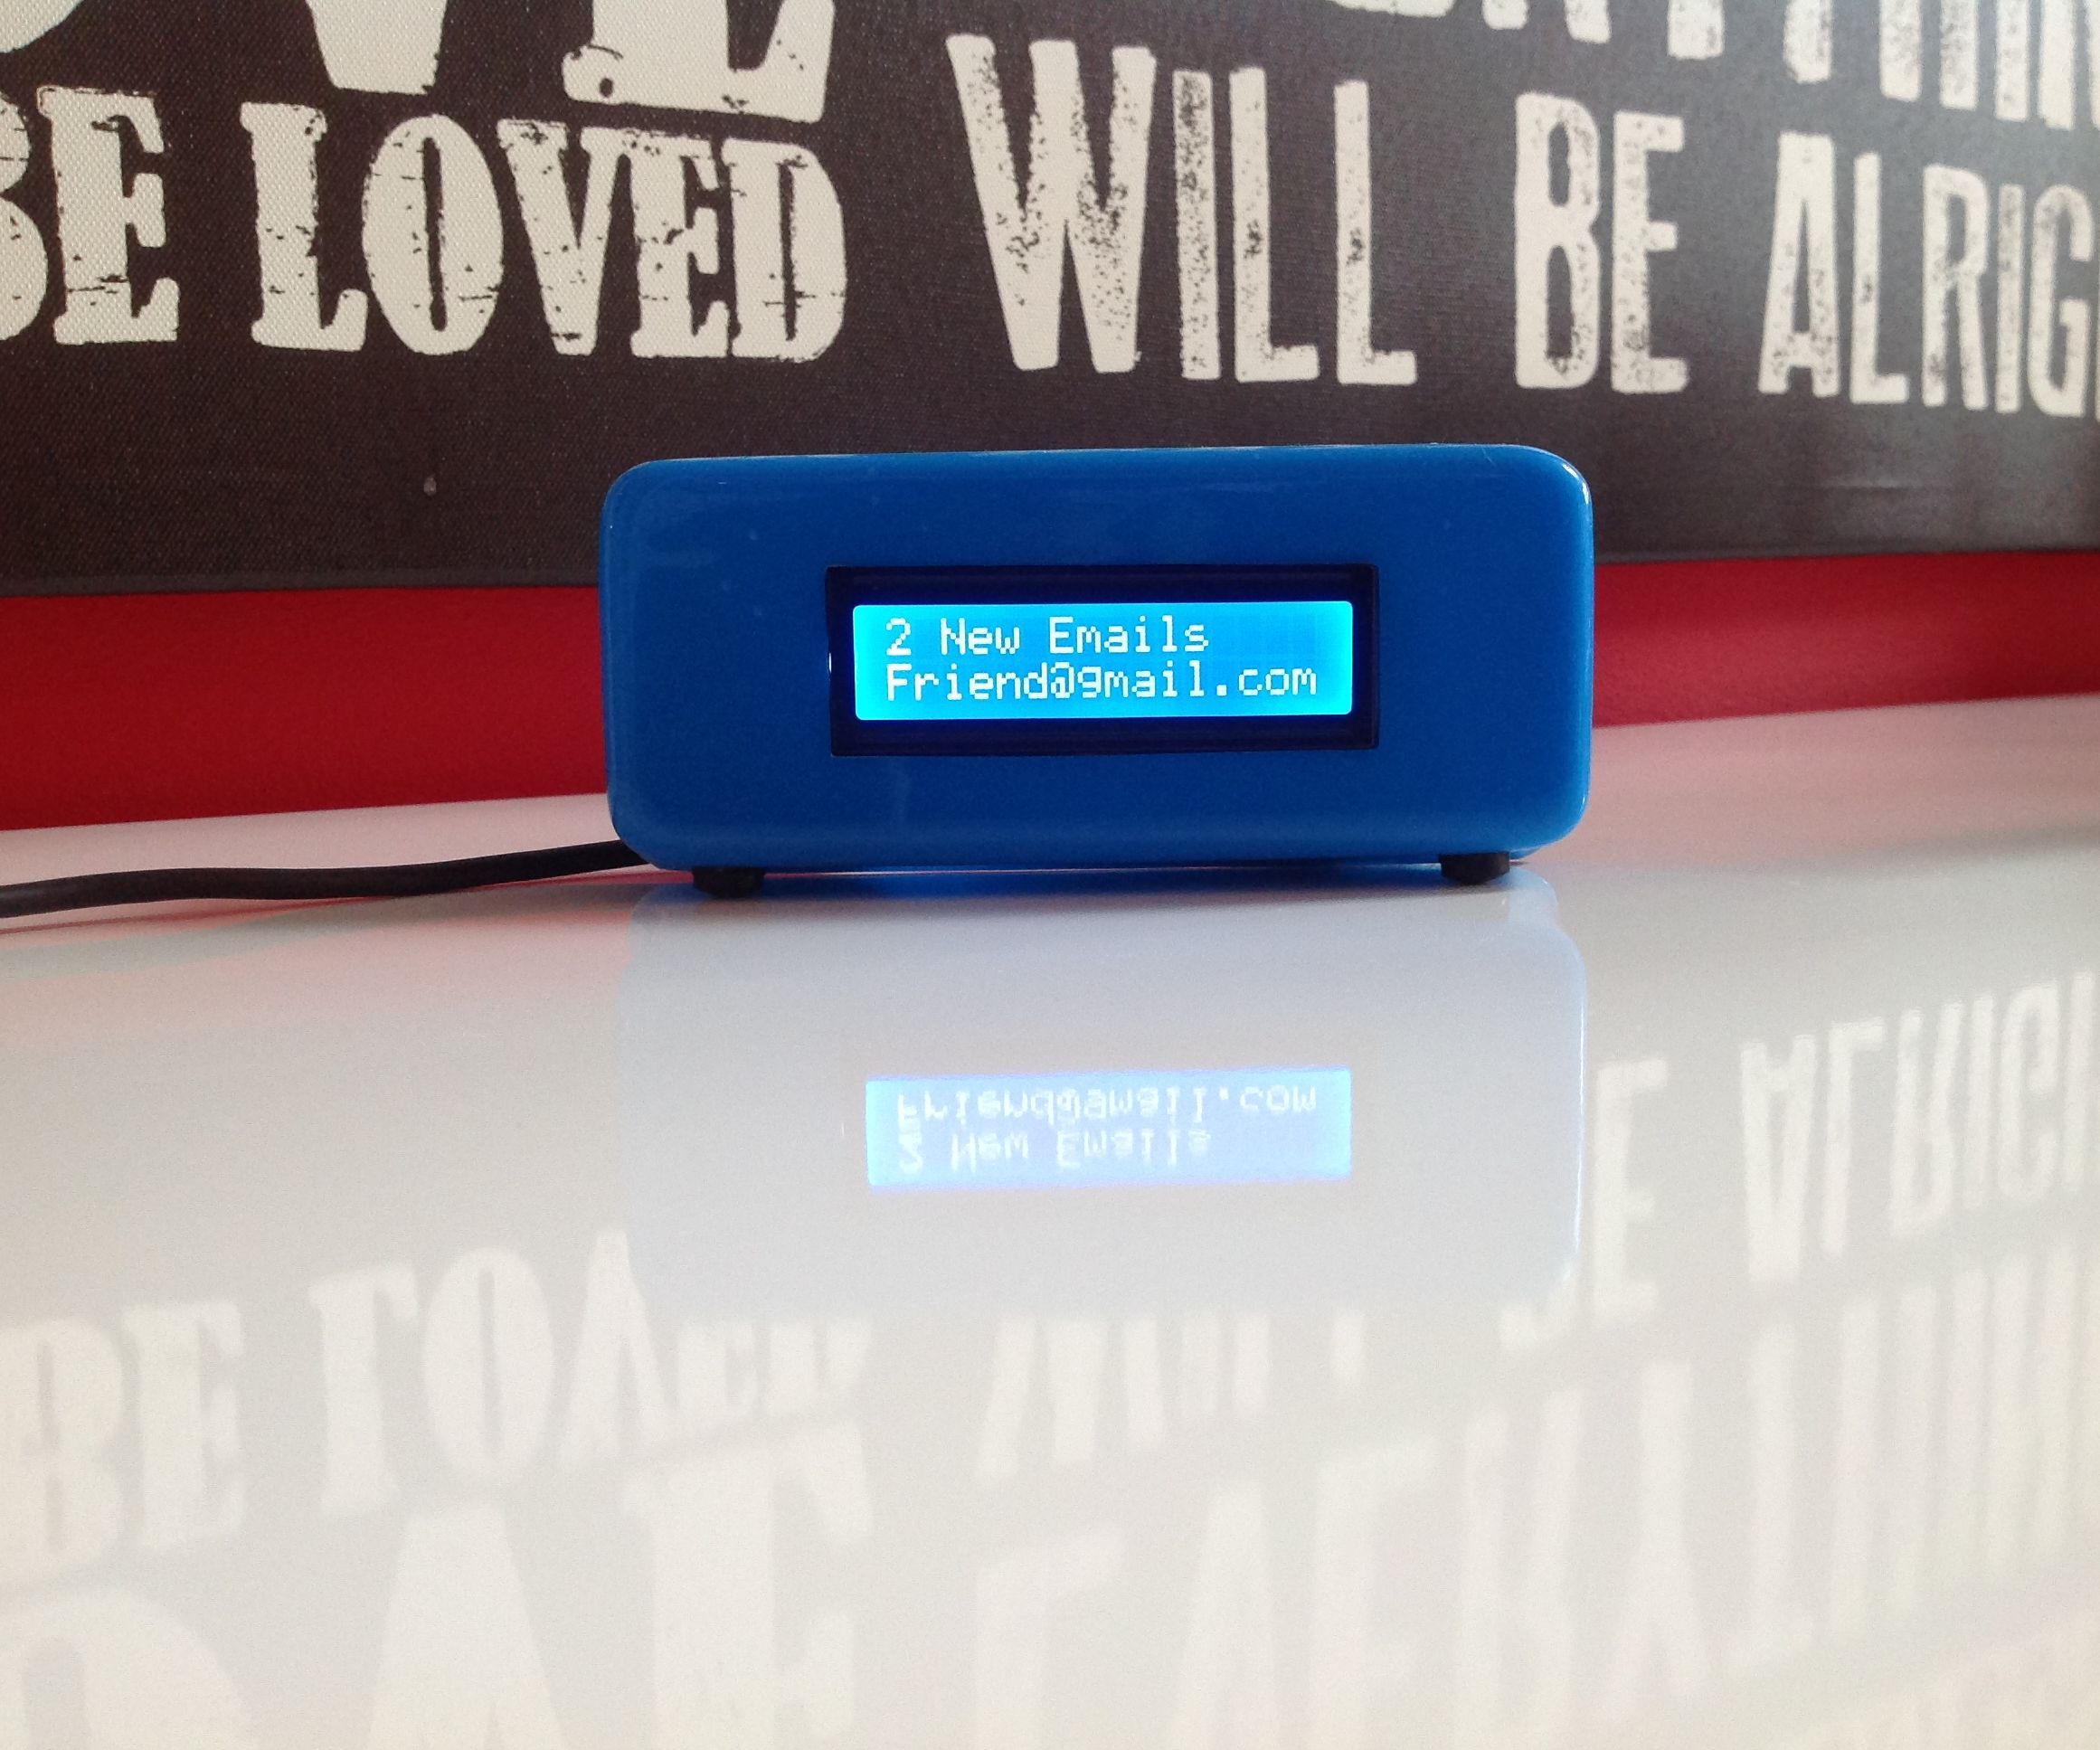 BE LOVED
WILL BE ALRIG
2 New Emails
Friend@gmail.com